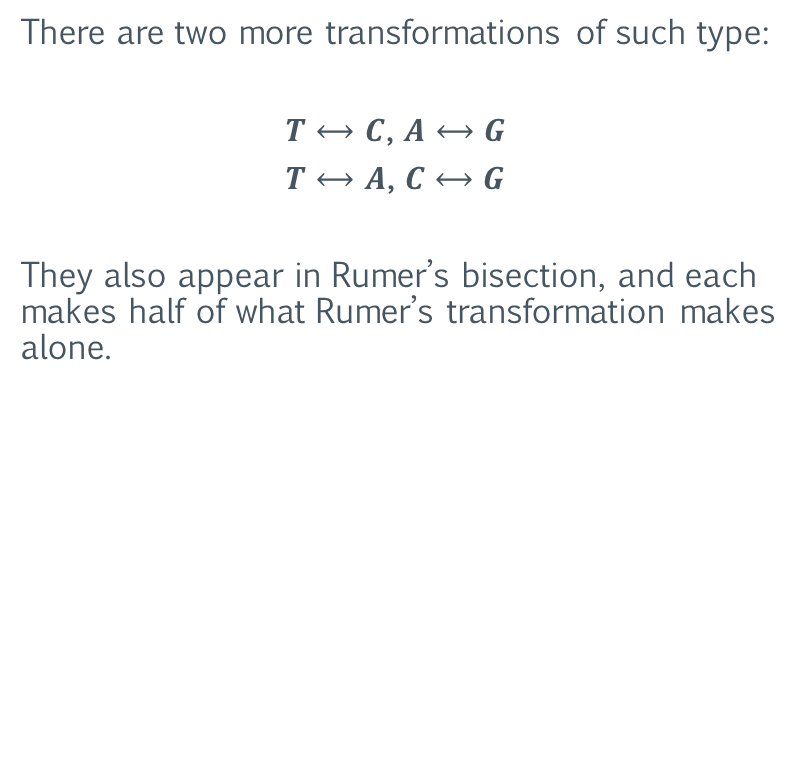 There are two more transformations of such type:
T ↔ C, A ↔ G
T ↔ A, C ↔ G
They also appear in Rumer’s bisection, and each
makes half of what Rumer’s transformation makes
alone.